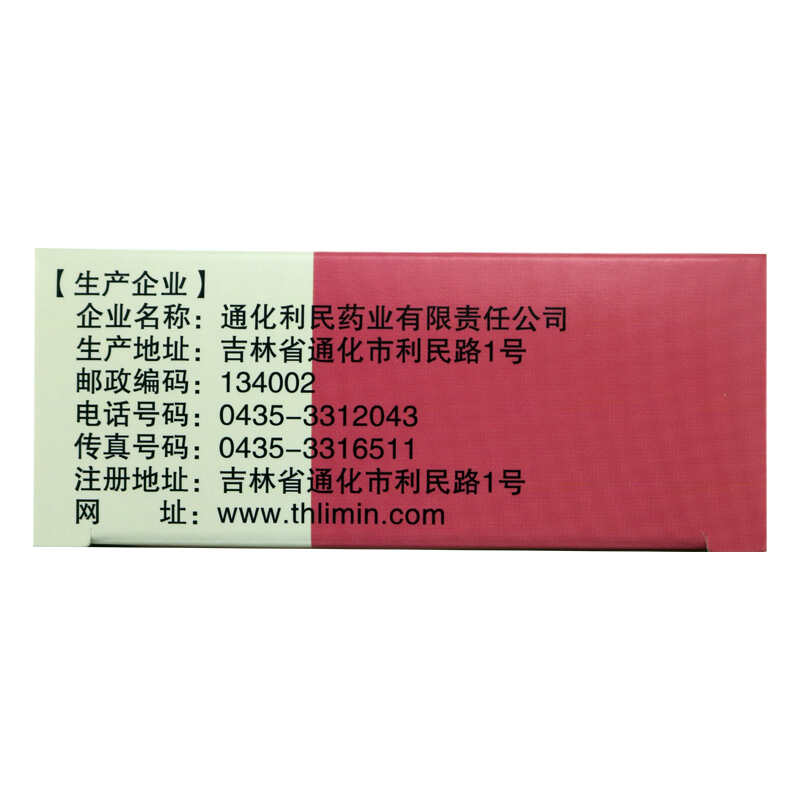 【生产企业】
企业名称：通化利民药业有限责任公司
生产地址：吉林省通化市利民路1号
邮政编码：134002
电话号码：0435-3312043
传真号码：0435-3316511
注册地址：吉林省通化市利民路1号
网　　址：www.thlimin.com